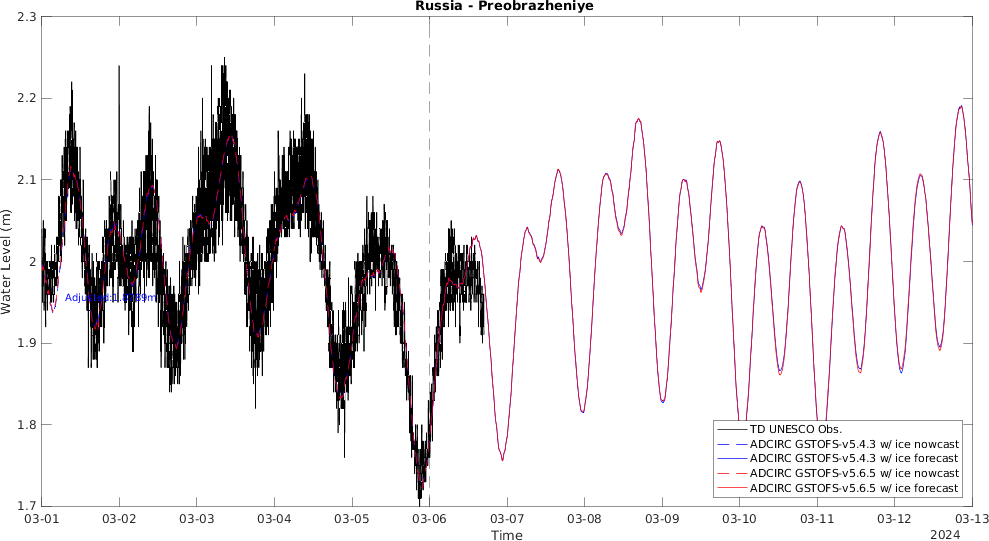 Russia - Preobrazheniye
2.3
2.2
2.1
2
1.9
1.8
1.7
Water Level (m)
TD UNESCO Obs.
ADCIRC GSTOFS-v5.4.3 w/ ice nowcast
ADCIRC GSTOFS-v5.4.3 w/ ice forecast
ADCIRC GSTOFS-v5.6.5 w/ ice nowcast
ADCIRC GSTOFS-v5.6.5 w/ ice forecast
03-01 03-02 03-03 03-04 03-05 03-06 03-07 03-08 03-09 03-10 03-11 03-12 03-13
Time
2024